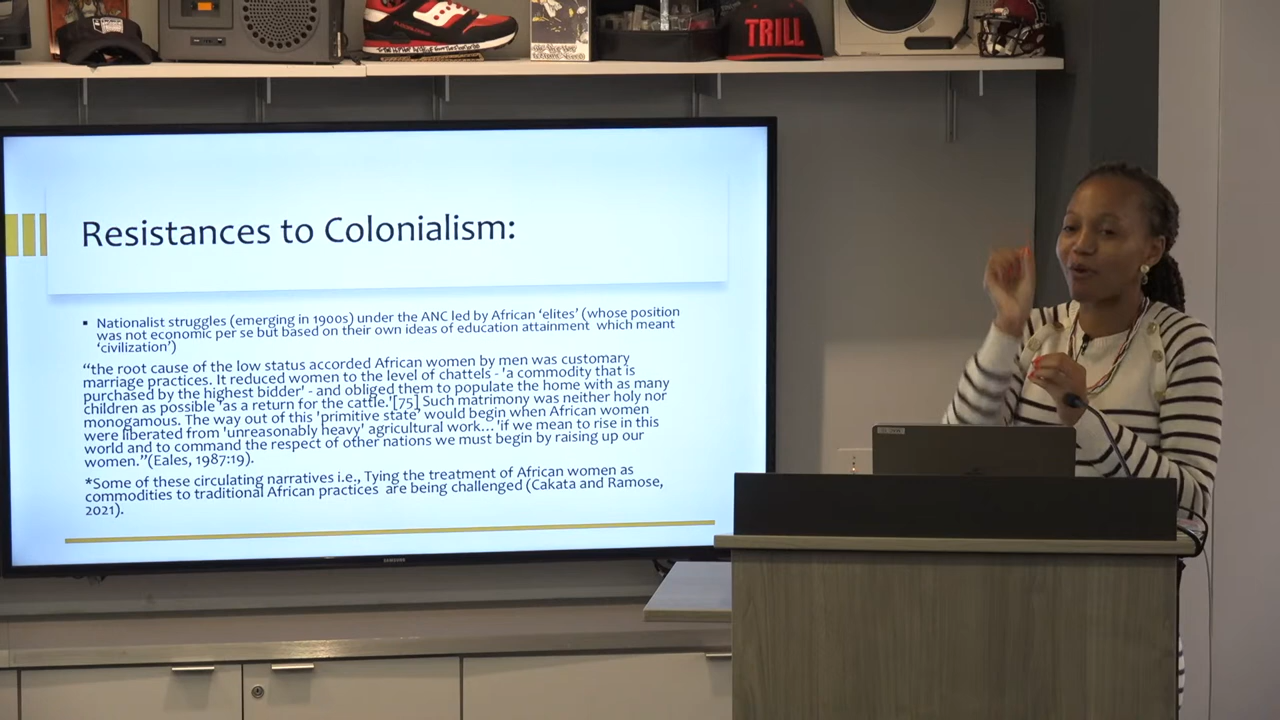 TRILL
Resistances to Colonialism:
▪ Nationalist struggles (emerging in 1900s) under the ANC led by African 'elites' (whose position
was not economic per se but based on their own ideas of education attainment which meant
'civilization')
“the root cause of the low status accorded African women by men was customary
marriage practices. It reduced women to the level of chattels - 'a commodity that is
purchased by the highest bidder' - and obliged them to populate the home with as many
children as possible 'as a return for the cattle.'[75] Such matrimony was neither holy nor
monogamous. The way out of this 'primitive state' would begin when African women
were liberated from 'unreasonably heavy' agricultural work... 'if we mean to rise in this
world and to command the respect of other nations we must begin by raising up our
women.”(Eales, 1987:19).
*Some of these circulating narratives i.e., Tying the treatment of African women as
commodities to traditional African practices are being challenged (Cakata and Ramose,
2021).
SAMSUNG